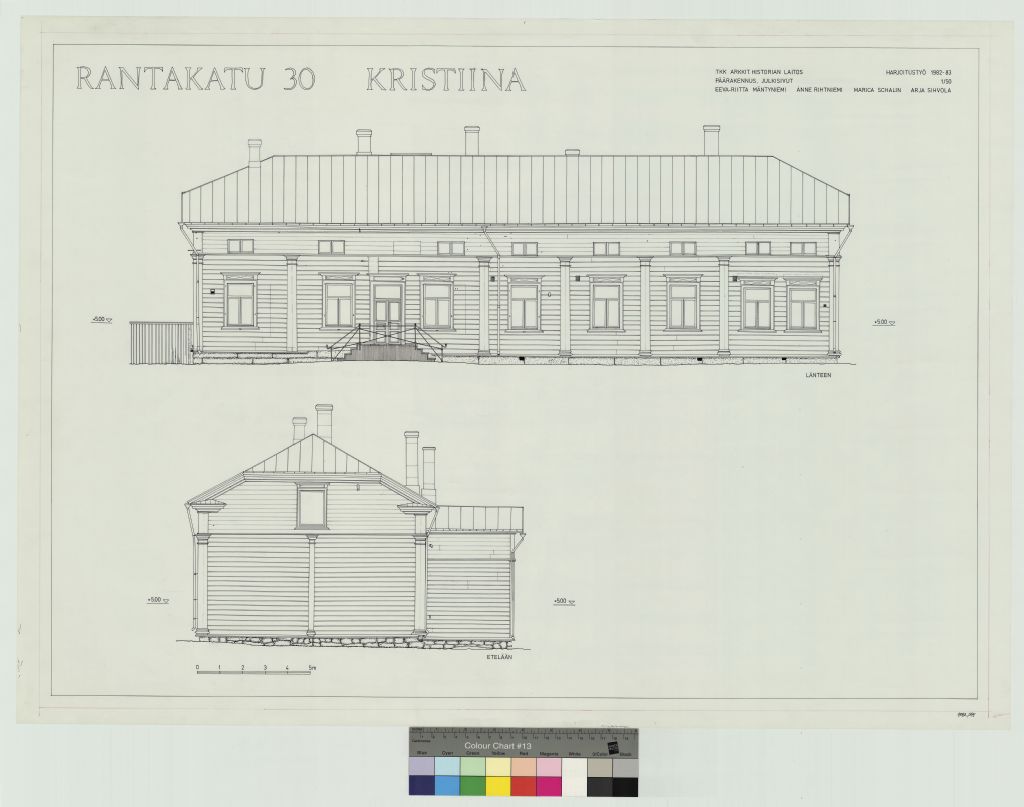 RANTAKATU 30 KRISTIINA
TKK ARKKIT. HISTORIAN LAITOS HARJOITUSTYÖ 1982-83
PÄÄRAKENNUS, JULKISIVUT 1/50
EEVA-RIITTA MÄNTYNIEMI ANNE RIHTNIEMI MARICA SCHALIN ARJA SIHVOLA
+5.00 +5.00
LÄNTEEN
+5.00 +5.00
ETELÄÄN
0 1 2 3 4 5m
Colour Chart #13
Blue Cyan Green Yellow Red Magenta White 3/Color Black